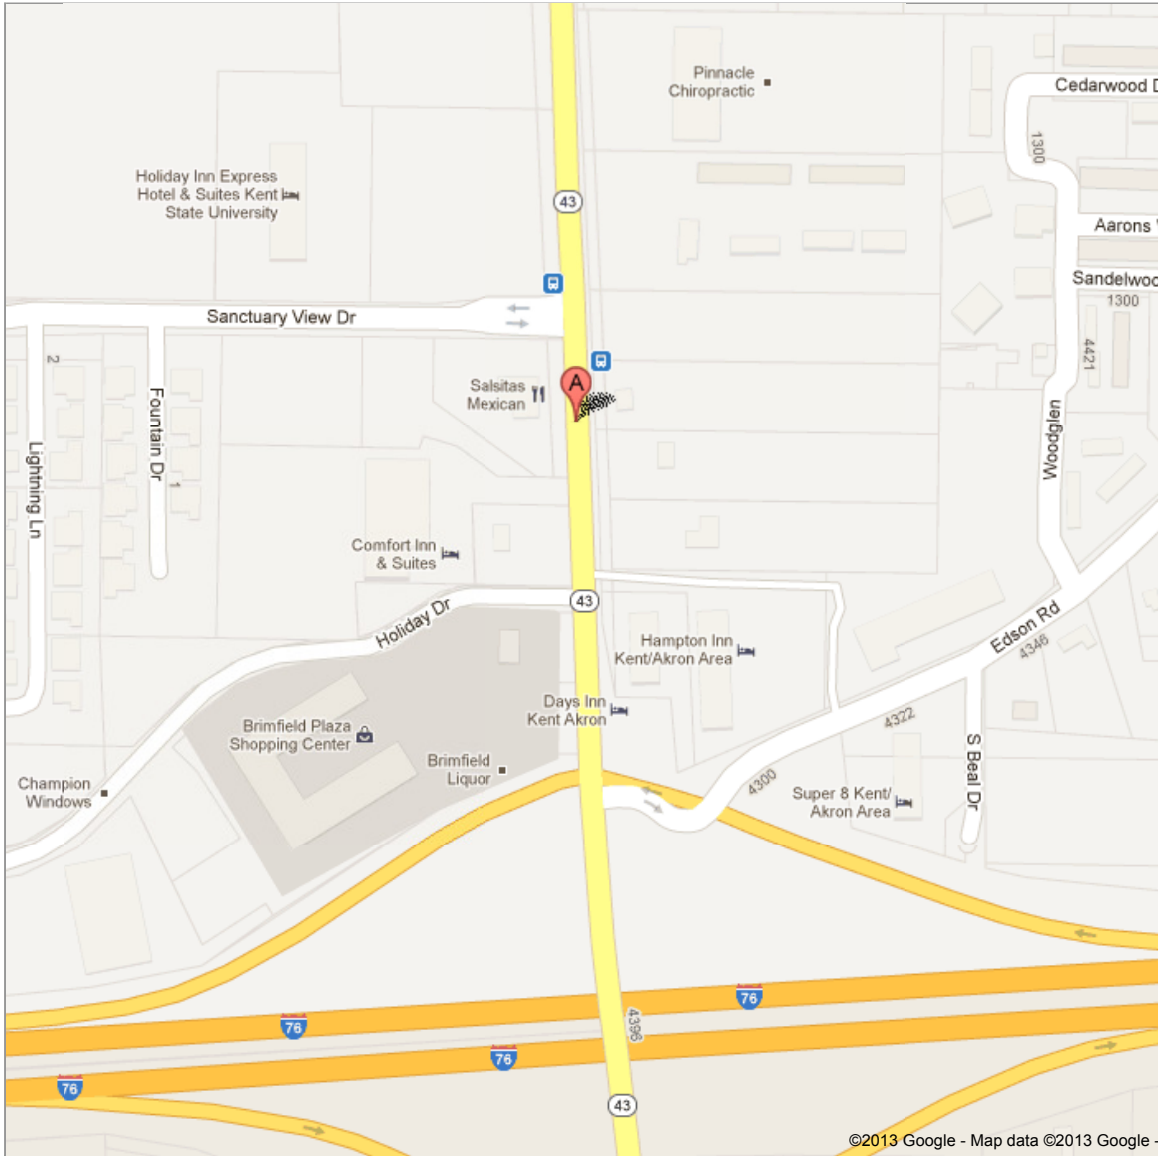 Pinnacle
Chiropractic
Cedarwood D
1300
Holiday Inn Express
Hotel & Suites Kent
State University
43
Aarons
Sandelwoo
1300
Sanctuary View Dr
2
4421
A
Salsitas
Mexican
Fountain Dr
Woodglen
Lightning Ln
1
Comfort Inn
& Suites
43
Holiday Dr
Edson Rd
4346
Hampton Inn
Kent/Akron Area
Days Inn
Kent Akron
4322
Brimfield Plaza
Shopping Center
S Beal Dr
Brimfield
Liquor
4300
Champion
Windows
Super 8 Kent/
Akron Area
76
76
4396
76
76
43
©2013 Google - Map data ©2013 Google -